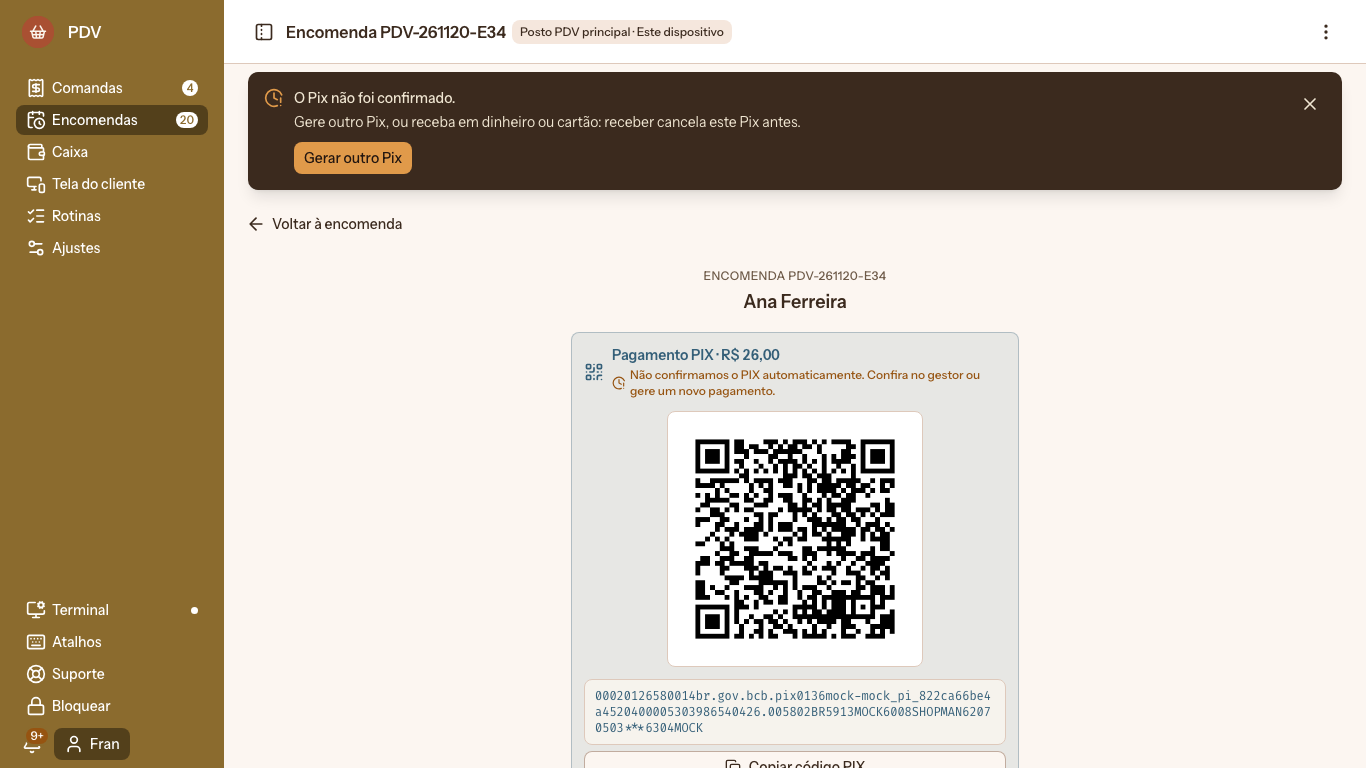 PDV
Encomenda PDV-261120-E34
Posto PDV principal · Este dispositivo
Comandas
4
Encomendas
20
Caixa
Tela do cliente
Rotinas
Ajustes
O Pix não foi confirmado.
Gere outro Pix, ou receba em dinheiro ou cartão: receber cancela este Pix antes.
Gerar outro Pix
Voltar à encomenda
ENCOMENDA PDV-261120-E34
Ana Ferreira
Pagamento PIX · R$ 26,00
Não confirmamos o PIX automaticamente. Confira no gestor ou
gere um novo pagamento.
00020126580014br.gov.bcb.pix0136mock-mock_pi_822ca66be4
a4520400005303986540426.005802BR5913MOCK6008SHOPMAN6207
0503***6304MOCK
Copiar código PIX
Terminal
Atalhos
Suporte
Bloquear
9+
Fran